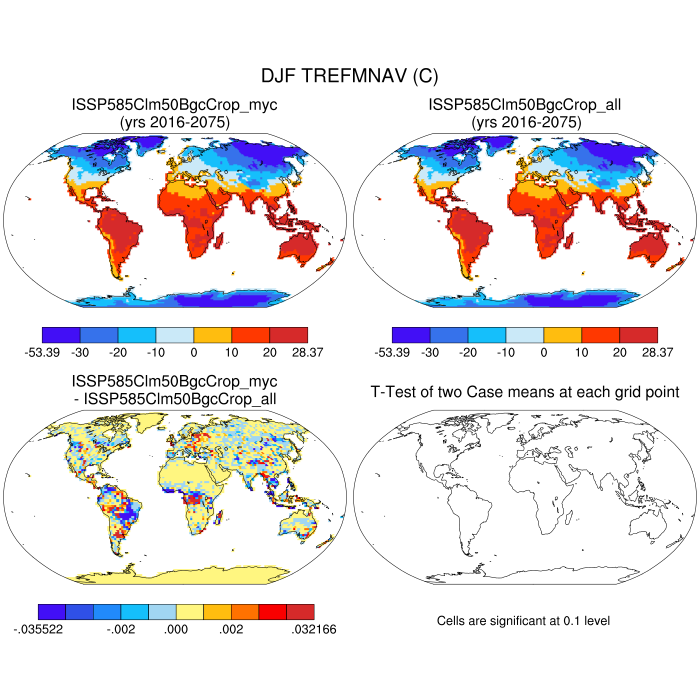 DJF TREFMNAV (C)
ISSP585Clm50BgcCrop_myc
(yrs 2016-2075)
ISSP585Clm50BgcCrop_all
(yrs 2016-2075)
-53.39 -30 -20 -10 0 10 20 28.37
-53.39 -30 -20 -10 0 10 20 28.37
ISSP585Clm50BgcCrop_myc
- ISSP585Clm50BgcCrop_all
T-Test of two Case means at each grid point
-.035522 -.002 .000 .002 .032166
Cells are significant at 0.1 level